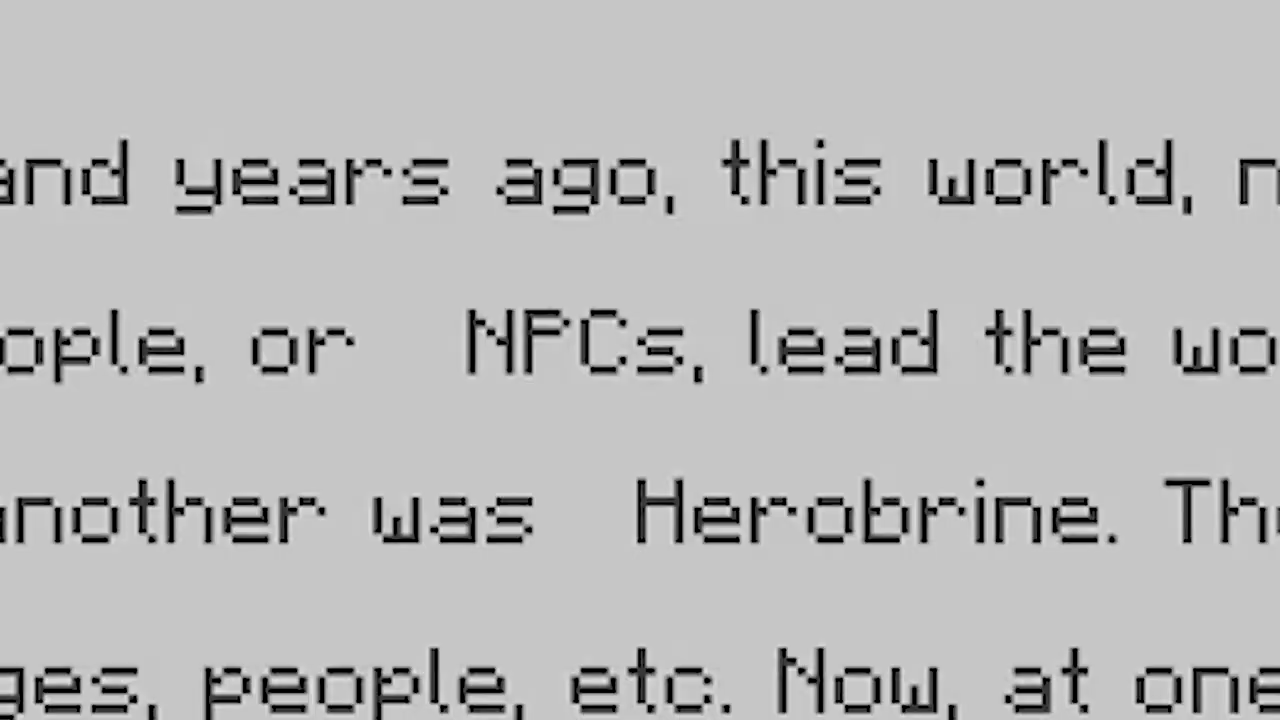 and years ago, this world, n
ople, or NPCs, lead the wo
another was Herobrine. The
ges, people, etc. Now, at one